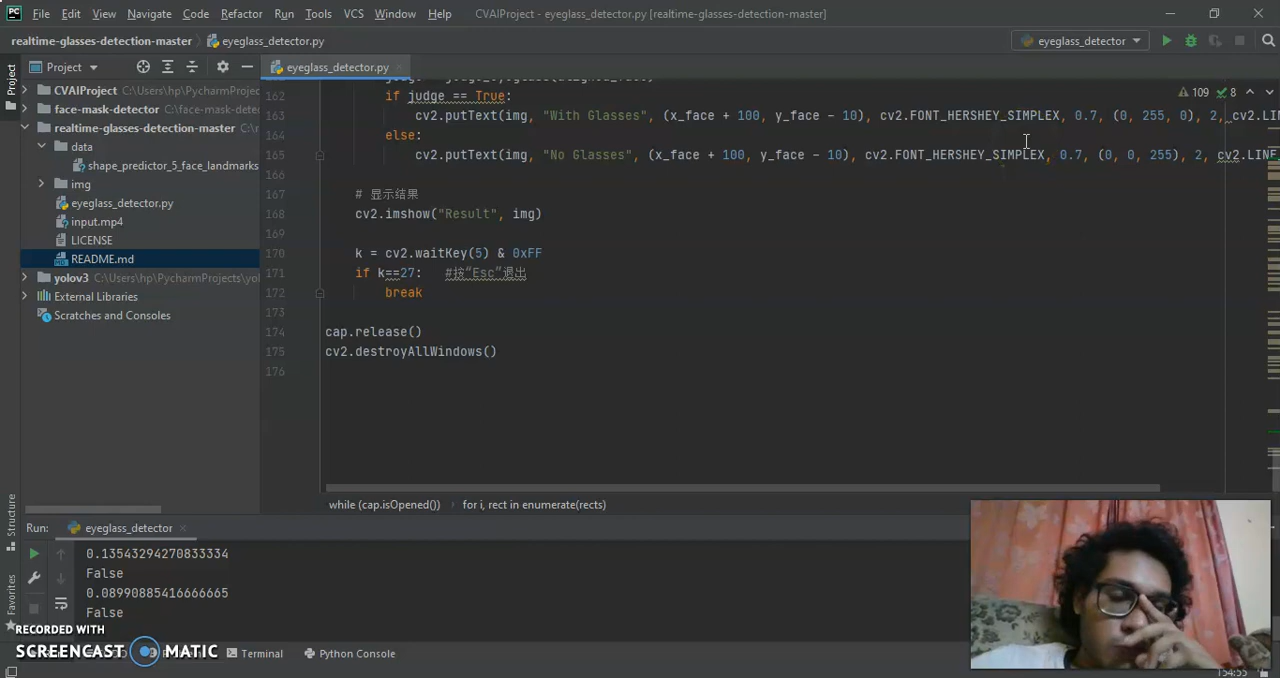 PC File Edit View Navigate Code Refactor Run Tools VCS Window Help CVAIProject - eyeglass_detector.py [realtime-glasses-detection-master]
realtime-glasses-detection-master eyeglass_detector.py eyeglass_detector
Project
Project
eyeglass_detector.py
CVAIProject C:\Users\hp\PycharmProjec
face-mask-detector C:\face-mask-detec
realtime-glasses-detection-master C:\
data
shape_predictor_5_face_landmarks
img
eyeglass_detector.py
input.mp4
LICENSE
README.md
yolov3 C:\Users\hp\PycharmProjects\yol
External Libraries
Scratches and Consoles
109 8
162 if judge == True:
163 cv2.putText(img, "With Glasses", (x_face + 100, y_face - 10), cv2.FONT_HERSHEY_SIMPLEX, 0.7, (0, 255, 0), 2, cv2.LIN
164 else:
165 cv2.putText(img, "No Glasses", (x_face + 100, y_face - 10), cv2.FONT_HERSHEY_SIMPLEX, 0.7, (0, 0, 255), 2, cv2.LINE
166
167 # 显示结果
168 cv2.imshow("Result", img)
170 k = cv2.waitKey(5) & 0xFF
171 if k==27: #按“Esc”退出
172 break
173
174 cap.release()
175 cv2.destroyAllWindows()
176
while (cap.isOpened()) for i, rect in enumerate(rects)
Structure
Favorites
Run: eyeglass_detector
0.13543294270833334
False
0.08990885416666665
False
RECORDED WITH
SCREENCAST MATIC
Terminal Python Console
154:55